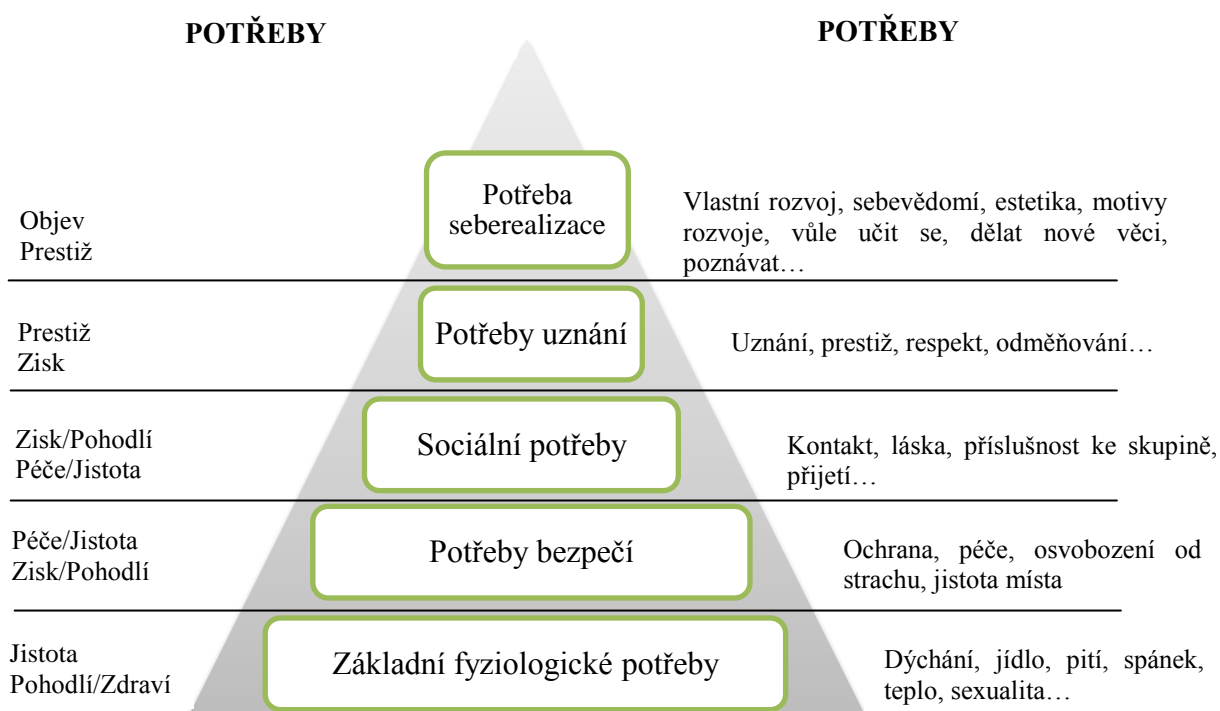 POTŘEBY
POTŘEBY
Objev
Prestiž
Potřeba
seberealizace
Vlastní rozvoj, sebevědomí, estetika, motivy
rozvoje, vůle učit se, dělat nové věci,
poznávat…
Prestiž
Zisk
Potřeby uznání
Uznání, prestiž, respekt, odměňování…
Zisk/Pohodlí
Péče/Jistota
Sociální potřeby
Kontakt, láska, příslušnost ke skupině,
přijetí…
Péče/Jistota
Zisk/Pohodlí
Potřeby bezpečí
Ochrana, péče, osvobození od
strachu, jistota místa
Jistota
Pohodlí/Zdraví
Základní fyziologické potřeby
Dýchání, jídlo, pití, spánek,
teplo, sexualita…